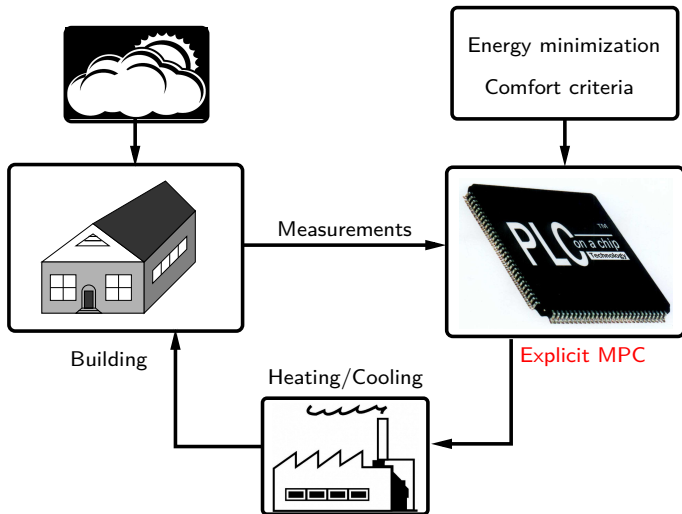 Energy minimization
Comfort criteria
Measurements
PLC
on a chip
Technology
TM
Building
Explicit MPC
Heating/Cooling